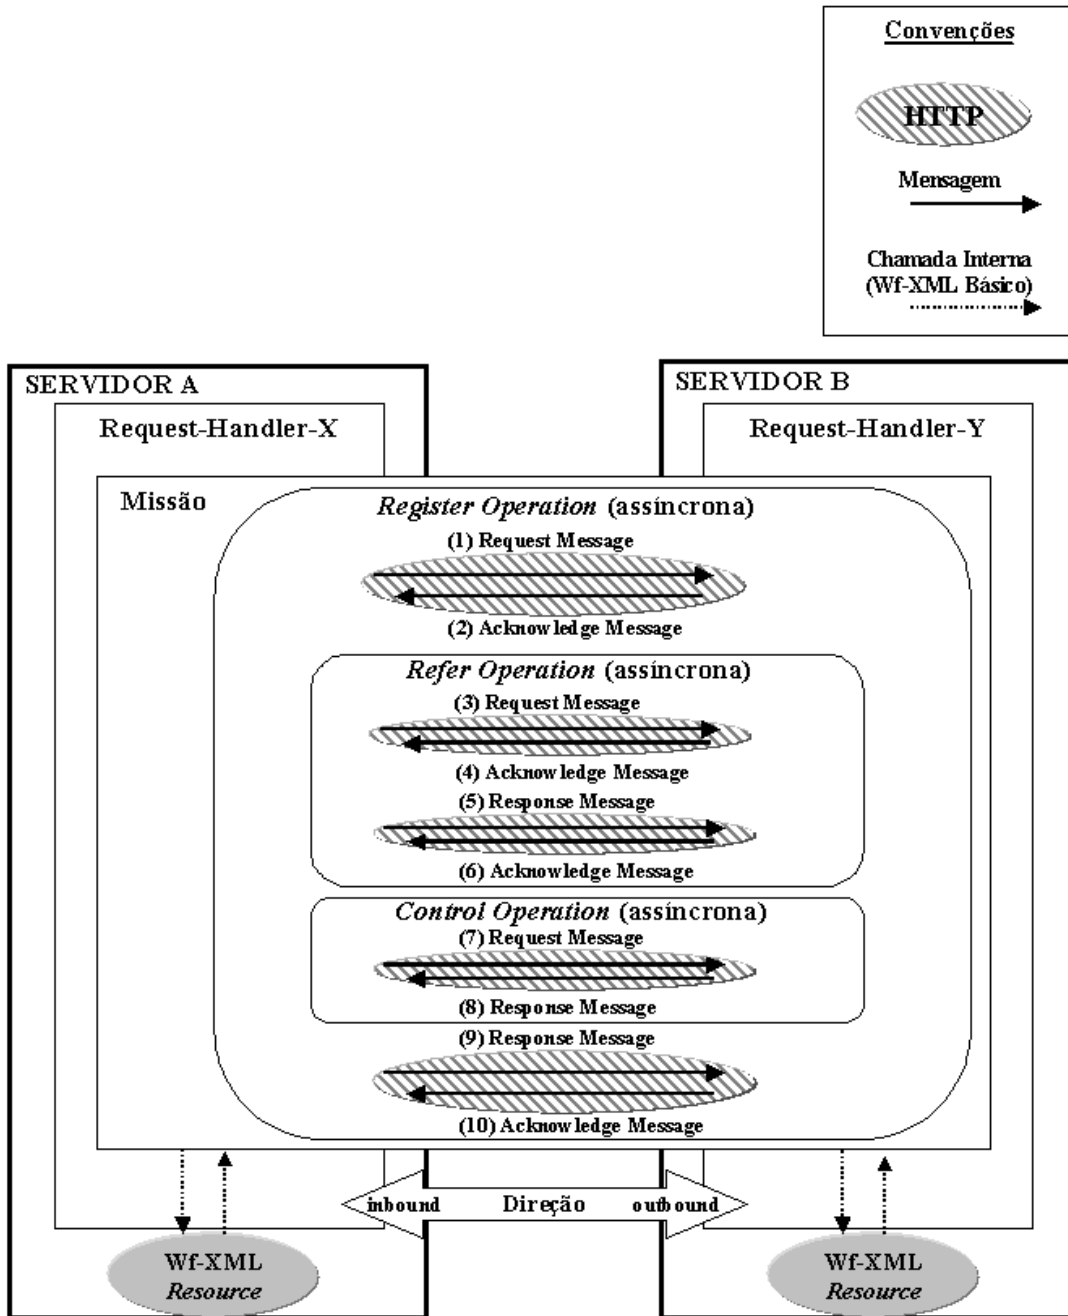 Convenções
HTTP
Mensagem
Chamada Interna
(Wf-XML Básico)
SERVIDOR A
SERVIDOR B
Request-Handler-X
Request-Handler-Y
Missão
Register Operation (assíncrona)
(1) Request Message
(2) Acknowledge Message
Refer Operation (assíncrona)
(3) Request Message
(4) Acknowledge Message
(5) Response Message
(6) Acknowledge Message
Control Operation (assíncrona)
(7) Request Message
(8) Response Message
(9) Response Message
(10) Acknowledge Message
inbound Direção outbound
Wf-XML
Resource
Wf-XML
Resource